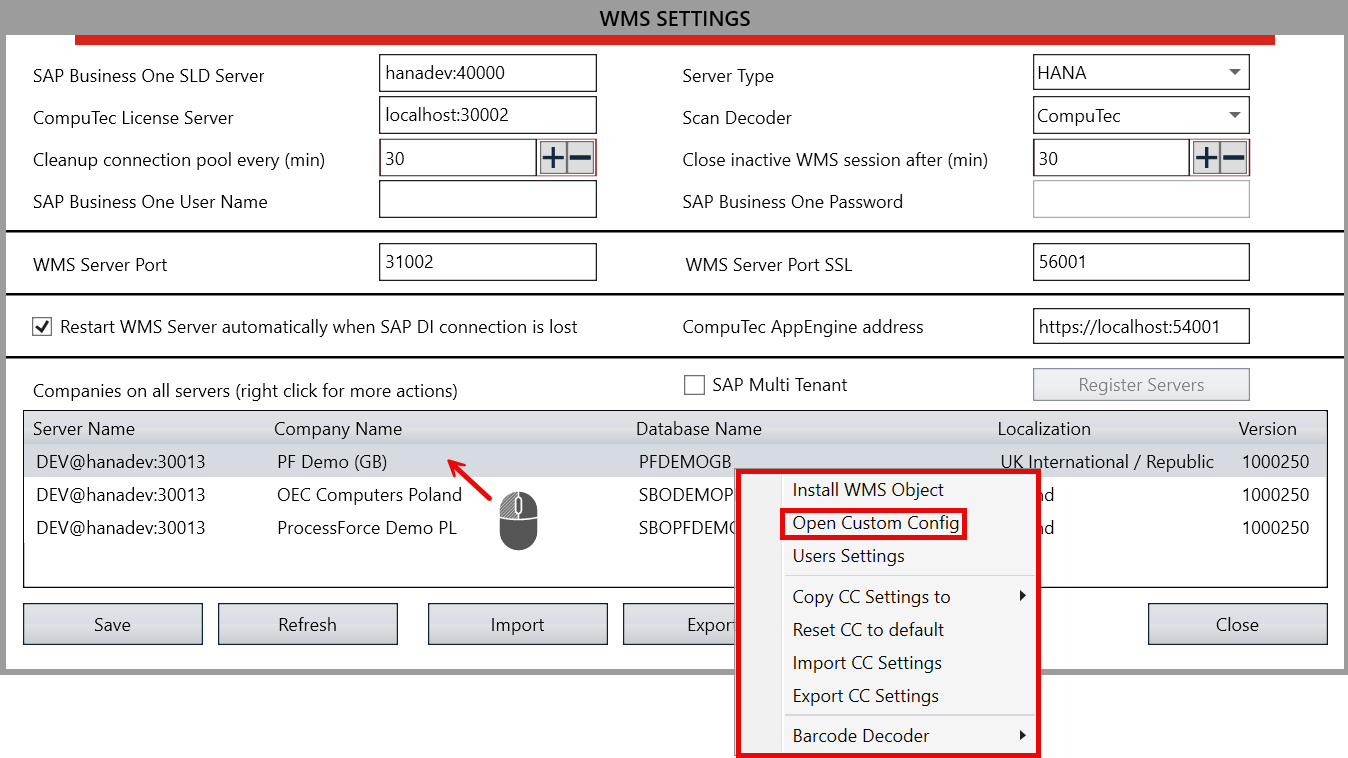 WMS SETTINGS
SAP Business One SLD Server hanadev:40000 Server Type HANA
CompuTec License Server localhost:30002 Scan Decoder CompuTec
Cleanup connection pool every (min) 30 Close inactive WMS session after (min) 30
SAP Business One User Name SAP Business One Password
WMS Server Port 31002 WMS Server Port SSL 56001
Restart WMS Server automatically when SAP DI connection is lost CompuTec AppEngine address https://localhost:54001
Companies on all servers (right click for more actions) SAP Multi Tenant Register Servers
Server Name Company Name Database Name Localization Version
DEV@hanadev:30013 PF Demo (GB) PFDEMOGB UK International / Republic 1000250
DEV@hanadev:30013 OEC Computers Poland SBODEMOP nd 1000250
DEV@hanadev:30013 ProcessForce Demo PL SBOPFDEMO nd 1000250
Install WMS Object
Open Custom Config
Users Settings
Copy CC Settings to
Reset CC to default
Import CC Settings
Export CC Settings
Barcode Decoder
Save Refresh Import Export Close